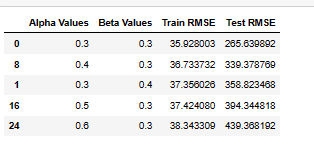 Alpha Values Beta Values Train RMSE Test RMSE
0 0.3 0.3 35.928003 265.639892
8 0.4 0.3 36.733732 339.378769
1 0.3 0.4 37.356026 358.823468
16 0.5 0.3 37.424080 394.344818
24 0.6 0.3 38.343309 439.368192